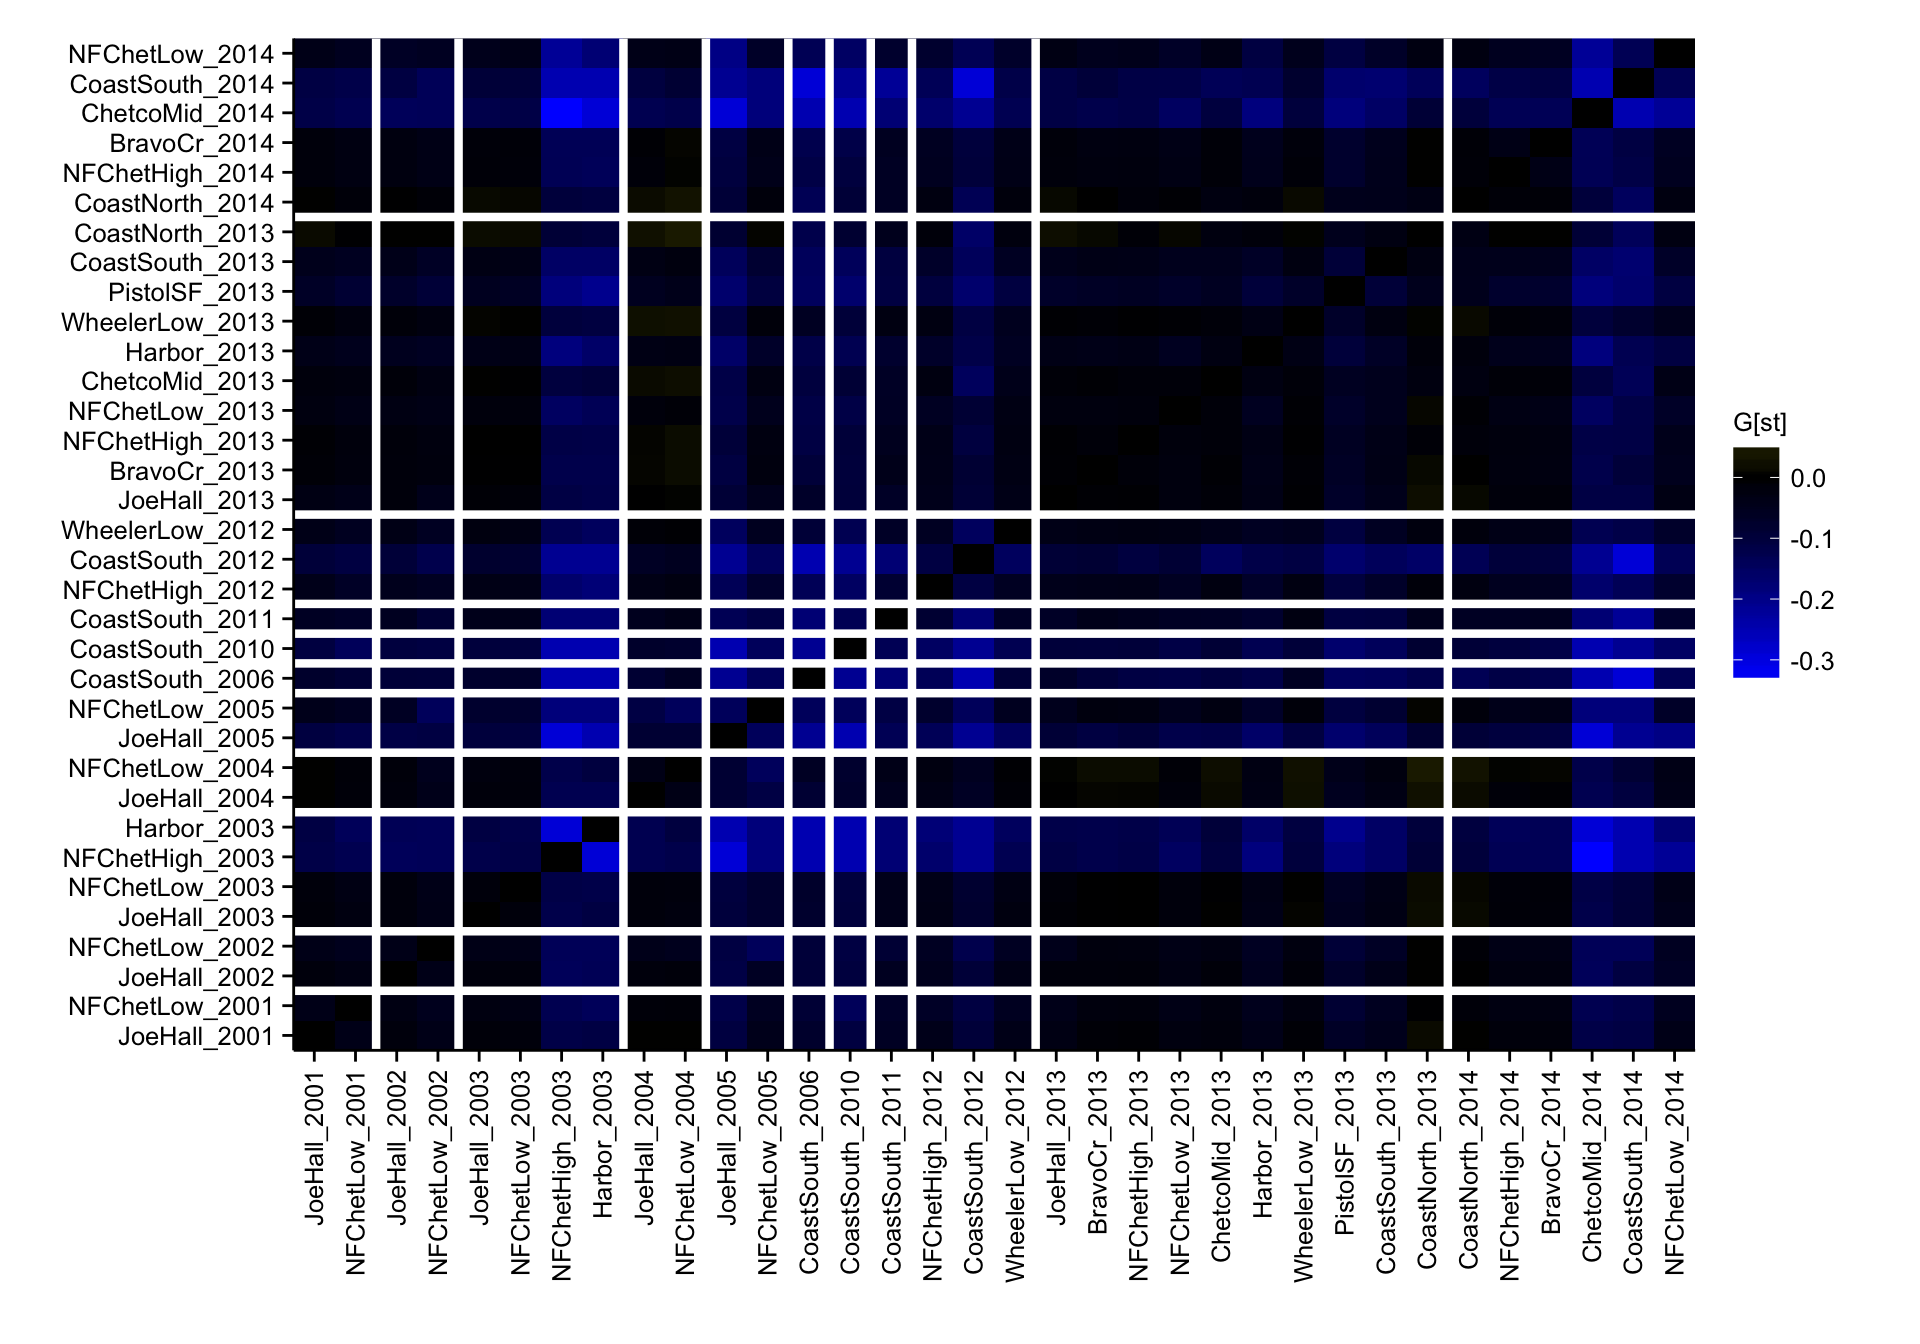 NFChetLow_2014
CoastSouth_2014
ChetcoMid_2014
BravoCr_2014
NFChetHigh_2014
CoastNorth_2014
CoastNorth_2013
CoastSouth_2013
PistolSF_2013
WheelerLow_2013
Harbor_2013
ChetcoMid_2013
NFChetLow_2013
NFChetHigh_2013
BravoCr_2013
JoeHall_2013
WheelerLow_2012
CoastSouth_2012
NFChetHigh_2012
CoastSouth_2011
CoastSouth_2010
CoastSouth_2006
NFChetLow_2005
JoeHall_2005
NFChetLow_2004
JoeHall_2004
Harbor_2003
NFChetHigh_2003
NFChetLow_2003
JoeHall_2003
NFChetLow_2002
JoeHall_2002
NFChetLow_2001
JoeHall_2001
JoeHall_2001
NFChetLow_2001
JoeHall_2002
NFChetLow_2002
JoeHall_2003
NFChetLow_2003
NFChetHigh_2003
Harbor_2003
JoeHall_2004
NFChetLow_2004
JoeHall_2005
NFChetLow_2005
CoastSouth_2006
CoastSouth_2010
CoastSouth_2011
NFChetHigh_2012
CoastSouth_2012
WheelerLow_2012
JoeHall_2013
BravoCr_2013
NFChetHigh_2013
NFChetLow_2013
ChetcoMid_2013
Harbor_2013
WheelerLow_2013
PistolSF_2013
CoastSouth_2013
CoastNorth_2013
CoastNorth_2014
NFChetHigh_2014
BravoCr_2014
ChetcoMid_2014
CoastSouth_2014
NFChetLow_2014
G[st]
0.0
-0.1
-0.2
-0.3